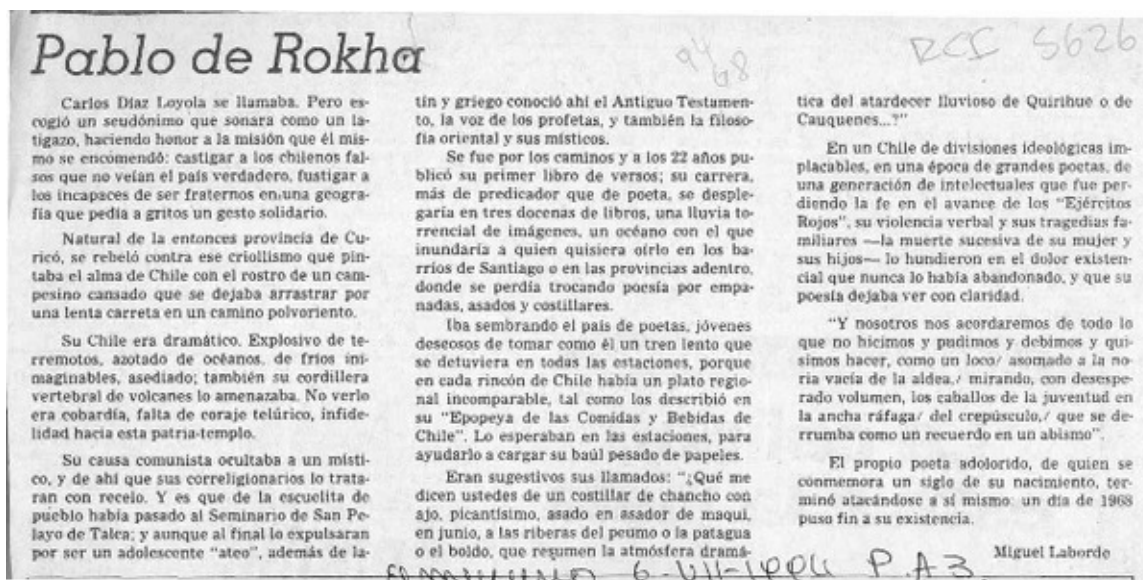 Pablo de Rokha
94
68
RCI 5626
Carlos Díaz Loyola se llamaba. Pero es-
cogió un seudónimo que sonara como un la-
tigazo, haciendo honor a la misión que él mis-
mo se encomendó: castigar a los chilenos fal-
sos que no veían el país verdadero, fustigar a
los incapaces de ser fraternos en una geogra-
fía que pedía a gritos un gesto solidario.
Natural de la entonces provincia de Cu-
ricó, se rebeló contra ese criollismo que pin-
taba el alma de Chile con el rostro de un cam-
pesino cansado que se dejaba arrastrar por
una lenta carreta en un camino polvoriento.
Su Chile era dramático. Explosivo de te-
rremotos, azotado de océanos, de fríos ini-
maginables, asediado; también su cordillera
vertebral de volcanes lo amenazaba. No verlo
era cobardía, falta de coraje telúrico, infide-
lidad hacia esta patria-templo.
Su causa comunista ocultaba a un místi-
co, y de ahí que sus correligionarios lo trata-
ran con recelo. Y es que de la escuelita de
pueblo había pasado al Seminario de San Pe-
layo de Talca; y aunque al final lo expulsaran
por ser un adolescente "ateo", además de la-
tín y griego conoció ahí el Antiguo Testamen-
to, la voz de los profetas, y también la filoso-
fía oriental y sus místicos.
Se fue por los caminos y a los 22 años pu-
blicó su primer libro de versos; su carrera,
más de predicador que de poeta, se desple-
garía en tres docenas de libros, una lluvia to-
rrencial de imágenes, un océano con el que
inundaría a quien quisiera oírlo en los ba-
rrios de Santiago o en las provincias adentro,
donde se perdía trocando poesía por empa-
nadas, asados y costillares.
Iba sembrando el país de poetas, jóvenes
deseosos de tomar como él un tren lento que
se detuviera en todas las estaciones, porque
en cada rincón de Chile había un plato regio-
nal incomparable, tal como los describió en
su "Epopeya de las Comidas y Bebidas de
Chile". Lo esperaban en las estaciones, para
ayudarlo a cargar su baúl pesado de papeles.
Eran sugestivos sus llamados: "¿Qué me
dicen ustedes de un costillar de chancho con
ajo, picantísimo, asado en asador de maqui,
en junio, a las riberas del peumo o la patagua
o el boldo, que resumen la atmósfera dramá-
tica del atardecer lluvioso de Quirihue o de
Cauquenes...?"
En un Chile de divisiones ideológicas im-
placables, en una época de grandes poetas, de
una generación de intelectuales que fue per-
diendo la fe en el avance de los "Ejércitos
Rojos", su violencia verbal y sus tragedias fa-
miliares —la muerte sucesiva de su mujer y
sus hijos— lo hundieron en el dolor existen-
cial que nunca lo había abandonado, y que su
poesía dejaba ver con claridad.
"Y nosotros nos acordaremos de todo lo
que no hicimos y pudimos y debimos y qui-
simos hacer, como un loco/ asomado a la no-
ria vacía de la aldea,/ mirando, con desespe-
rado volumen, los caballos de la juventud en
la ancha ráfaga/ del crepúsculo,/ que se de-
rrumba como un recuerdo en un abismo".
El propio poeta adolorido, de quien se
conmemora un siglo de su nacimiento, ter-
minó atacándose a sí mismo: un día de 1968
puso fin a su existencia.
Miguel Laborde
6-VII-1994 P. A3